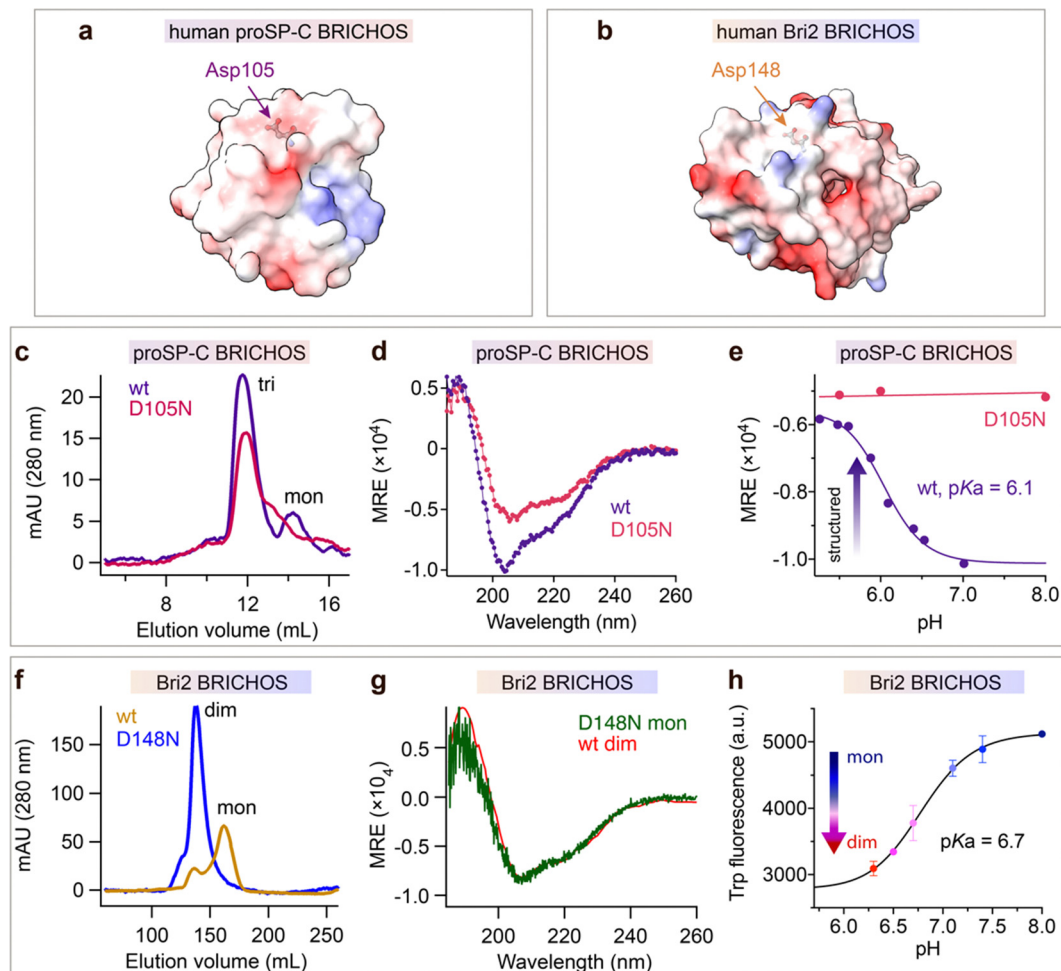 a
human proSP-C BRICHOS
Asp105
b
human Bri2 BRICHOS
Asp148
c
proSP-C BRICHOS
wt
D105N
tri
mon
mAU (280 nm)
20
15
10
5
0
8
12
16
Elution volume (mL)
d
proSP-C BRICHOS
MRE (×10⁴)
0.5
0
-0.5
-1.0
wt
D105N
200
220
240
260
Wavelength (nm)
e
proSP-C BRICHOS
MRE (×10⁴)
-0.6
-0.8
-1.0
D105N
wt, pKa = 6.1
structured
6.0
7.0
8.0
pH
f
Bri2 BRICHOS
wt
D148N
dim
mon
mAU (280 nm)
150
100
50
0
100
150
200
250
Elution volume (mL)
g
Bri2 BRICHOS
MRE (×10₄)
0.5
0
-0.5
-1.0
D148N mon
wt dim
200
220
240
260
Wavelength (nm)
h
Bri2 BRICHOS
Trp fluorescence (a.u.)
5000
4000
3000
mon
dim
pKa = 6.7
6.0
6.5
7.0
7.5
8.0
pH